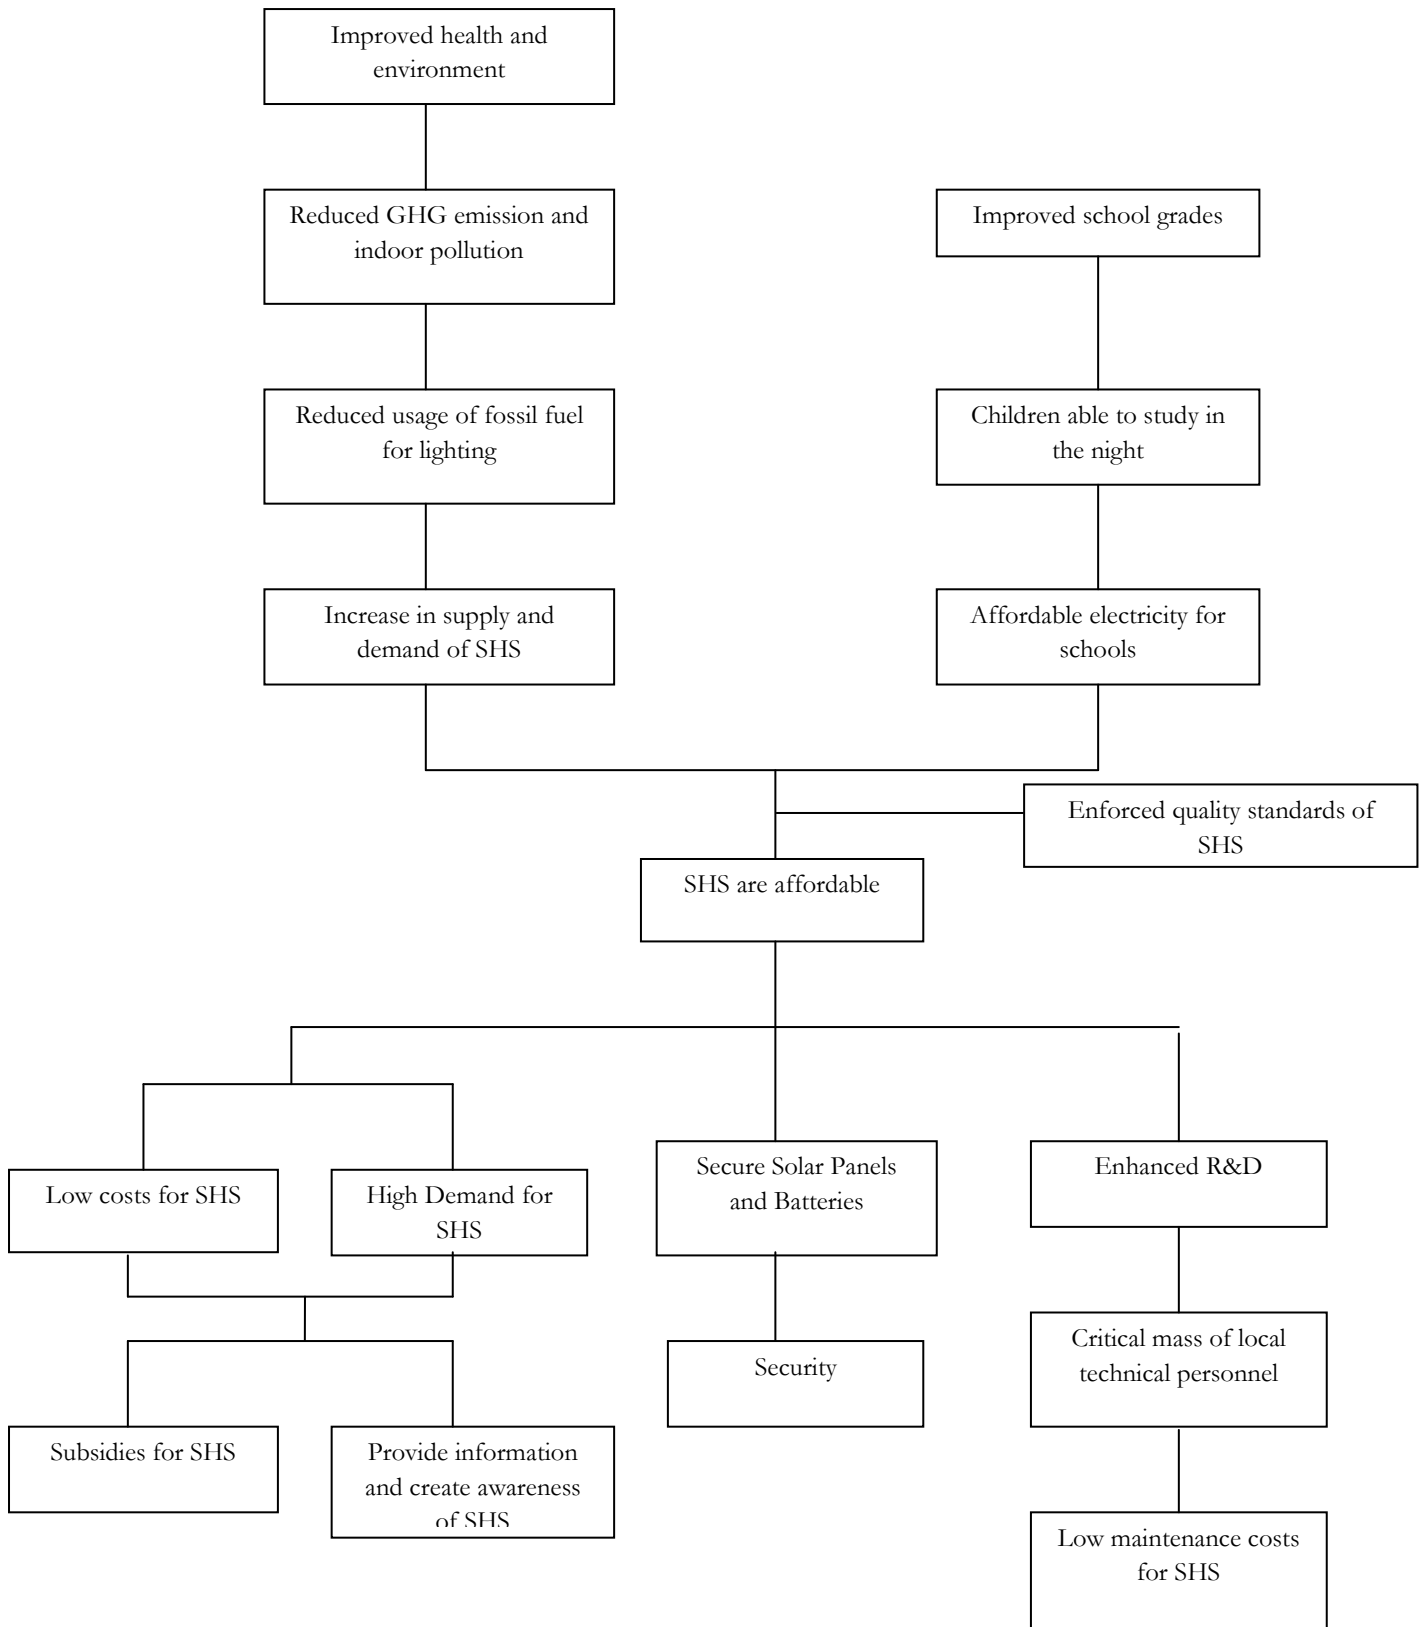 Improved health and
environment
Reduced GHG emission and
indoor pollution
Improved school grades
Reduced usage of fossil fuel
for lighting
Children able to study in
the night
Increase in supply and
demand of SHS
Affordable electricity for
schools
Enforced quality standards of
SHS
SHS are affordable
Low costs for SHS
High Demand for
SHS
Secure Solar Panels
and Batteries
Enhanced R&D
Security
Critical mass of local
technical personnel
Subsidies for SHS
Provide information
and create awareness
of SHS
Low maintenance costs
for SHS